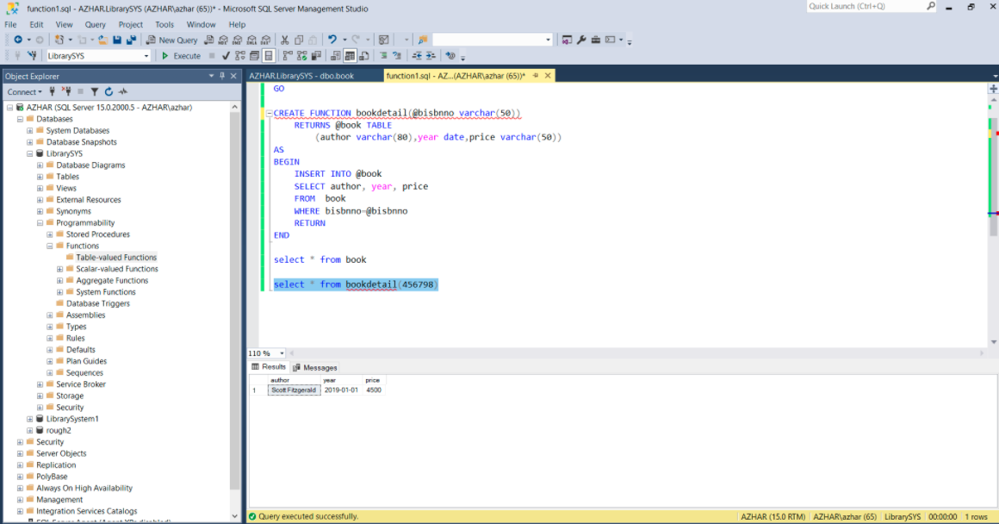 function1.sql - AZHAR.LibrarySYS (AZHAR\azhar (65))* - Microsoft SQL Server Management Studio
Quick Launch (Ctrl+Q)
File Edit View Query Project Tools Window Help
New Query
LibrarySYS Execute
Object Explorer
Connect
AZHAR (SQL Server 15.0.2000.5 - AZHAR\azhar)
Databases
System Databases
Database Snapshots
LibrarySYS
Database Diagrams
Tables
Views
External Resources
Synonyms
Programmability
Stored Procedures
Functions
Table-valued Functions
Scalar-valued Functions
Aggregate Functions
System Functions
Database Triggers
Assemblies
Types
Rules
Defaults
Plan Guides
Sequences
Service Broker
Storage
Security
LibrarySystem1
rough2
Security
Server Objects
Replication
PolyBase
Always On High Availability
Management
Integration Services Catalogs
SQL Server Agent (Agent XPs disabled)
AZHAR.LibrarySYS - dbo.book function1.sql - AZ...(AZHAR\azhar (65))*
GO
CREATE FUNCTION bookdetail(@bisbnno varchar(50))
RETURNS @book TABLE
(author varchar(80),year date,price varchar(50))
AS
BEGIN
INSERT INTO @book
SELECT author, year, price
FROM book
WHERE bisbnno=@bisbnno
RETURN
END
select * from book
select * from bookdetail(456798)
110 %
Results Messages
author year price
1 Scott Fitzgerald 2019-01-01 4500
Query executed successfully. AZHAR (15.0 RTM) AZHAR\azhar (65) LibrarySYS 00:00:00 1 rows